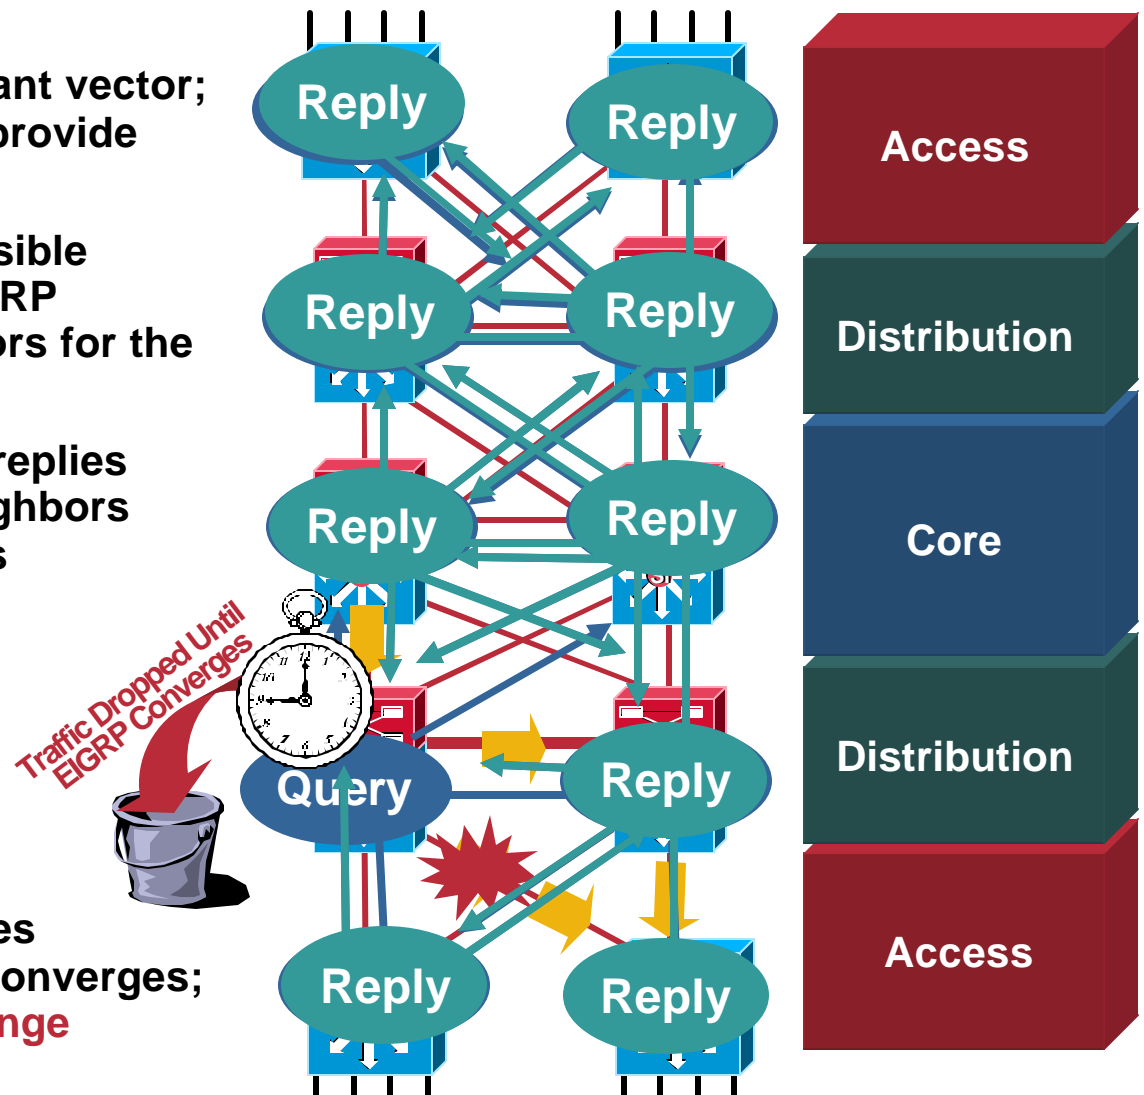 ant vector;
provide
sible
RP
ors for the
replies
ghbors
s
es
onverges;
nge
Traffic Dropped Until
EIGRP Converges
Reply
Reply
Reply
Reply
Reply
Reply
Query
Reply
Reply
Reply
Access
Distribution
Core
Distribution
Access